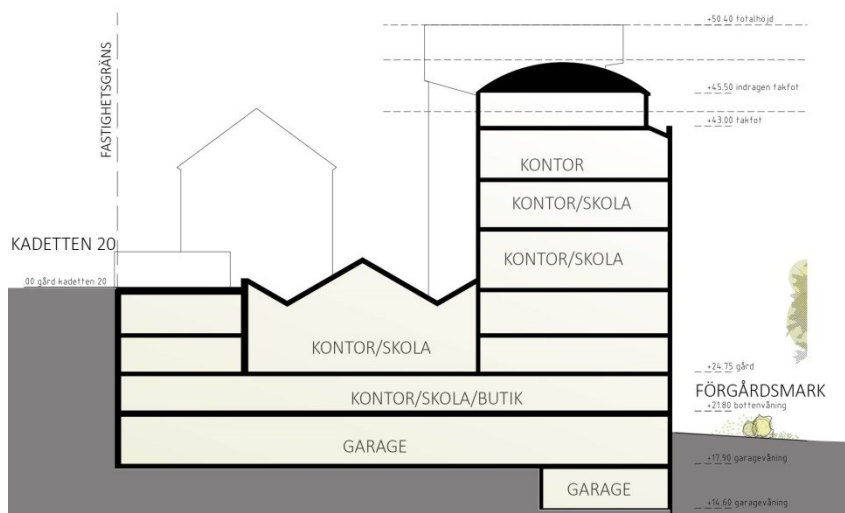 +50.40 totalhöjd
FASTIGHETSGRÄNS
+45.50 indragen takfot
+43.00 takfot
KONTOR
KONTOR/SKOLA
KADETTEN 20
KONTOR/SKOLA
.00 gård kadetten 20
KONTOR/SKOLA
+24.75 gård
FÖRGÅRDSMARK
KONTOR/SKOLA/BUTIK
+21.80 bottenvåning
GARAGE
+17.90 garagevåning
GARAGE
+14.60 garagevåning